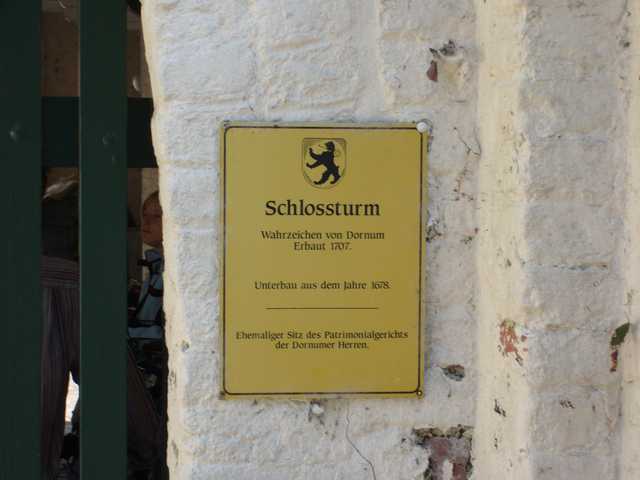 Schlossturm
Wahrzeichen von Dornum
Erbaut 1707.
Unterbau aus dem Jahre 1678.
Ehemaliger Sitz des Patrimonialgerichts
der Dornumer Herren.